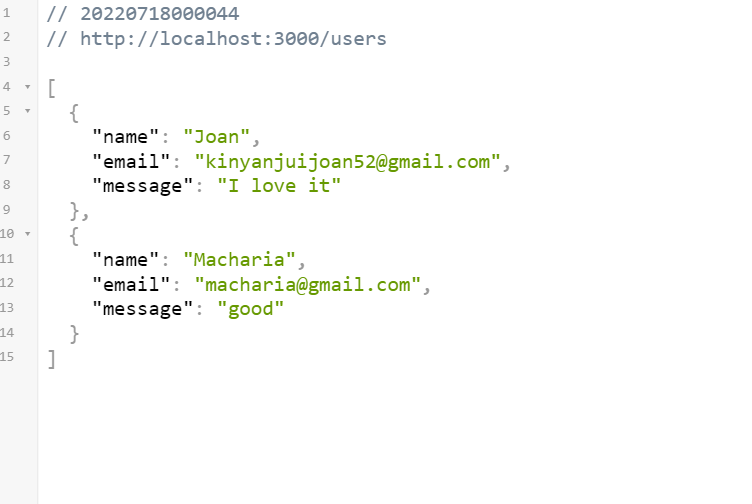 1 // 20220718000044
2 // http://localhost:3000/users
3
4 [
5 {
6 "name": "Joan",
7 "email": "kinyanjuijoan52@gmail.com",
8 "message": "I love it"
9 },
10 {
11 "name": "Macharia",
12 "email": "macharia@gmail.com",
13 "message": "good"
14 }
15 ]